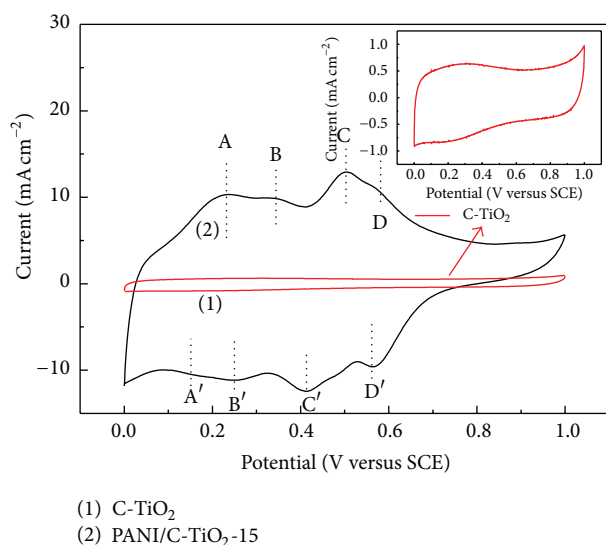 30
20
10
0
−10
Current (mA cm⁻²)
0.0 0.2 0.4 0.6 0.8 1.0
Potential (V versus SCE)
A
B
C
D
(2)
(1)
A′
B′
C′
D′
1.0
0.5
0.0
−0.5
−1.0
Current (mA cm⁻²)
0.0 0.2 0.4 0.6 0.8 1.0
Potential (V versus SCE)
C-TiO₂
(1) C-TiO₂
(2) PANI/C-TiO₂-15